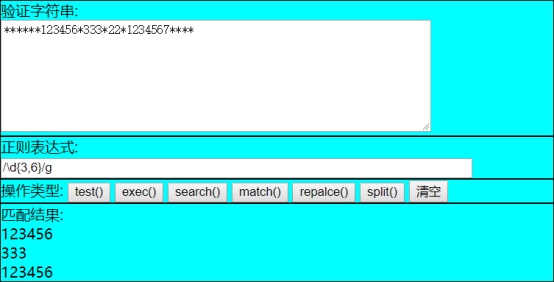 验证字符串:
******123456*333*22*1234567****
正则表达式:
/\d{3,6}/g
操作类型: test() exec() search() match() repalce() split() 清空
匹配结果:
123456
333
123456